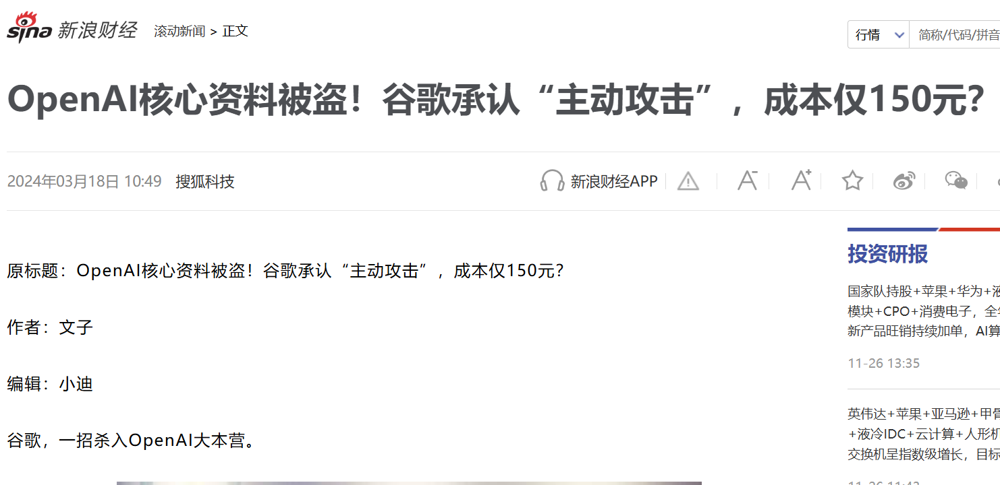 sina 新浪财经 滚动新闻 > 正文
行情 简称/代码/拼音
OpenAI核心资料被盗！谷歌承认“主动攻击”，成本仅150元？
2024年03月18日 10:49 搜狐科技
新浪财经APP
原标题：OpenAI核心资料被盗！谷歌承认“主动攻击”，成本仅150元？
作者：文子
编辑：小迪
谷歌，一招杀入OpenAI大本营。
投资研报
国家队持股+苹果+华为+液
模块+CPO+消费电子，全
新产品旺销持续加单，AI算
11-26 13:35
英伟达+苹果+亚马逊+甲骨
+液冷IDC+云计算+人形机
交换机呈指数级增长，目标